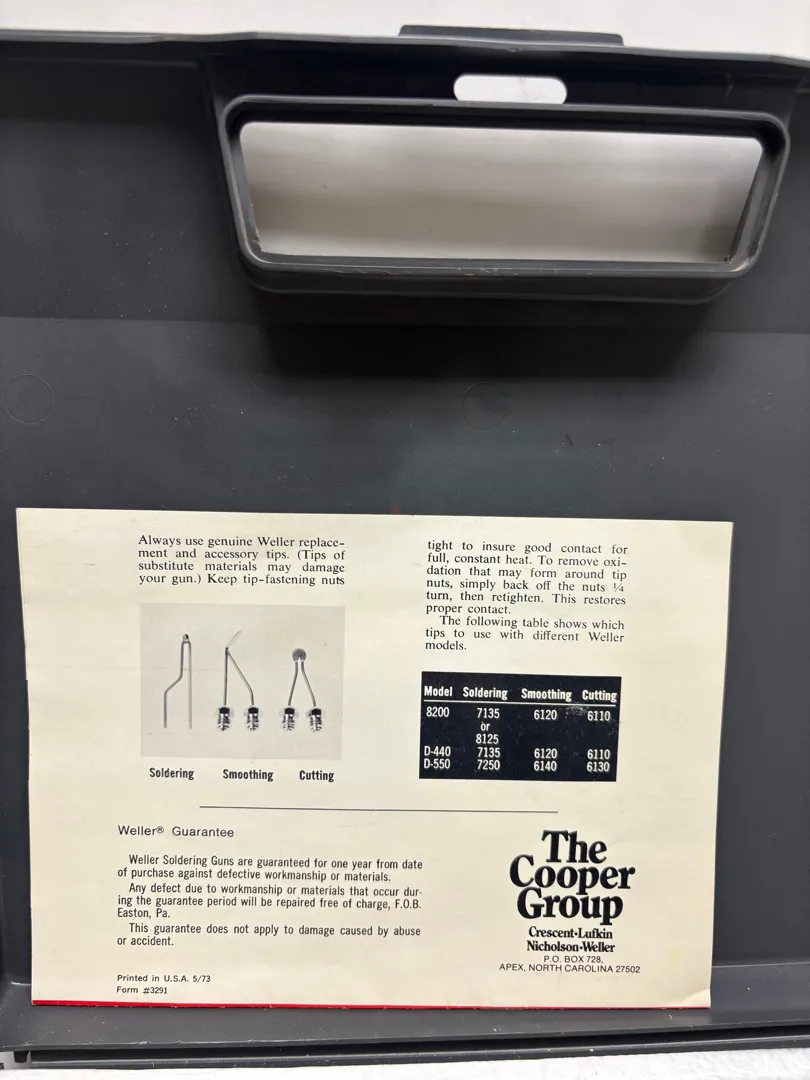 Always use genuine Weller replace-
ment and accessory tips. (Tips of
substitute materials may damage
your gun.) Keep tip-fastening nuts
tight to insure good contact for
full, constant heat. To remove oxi-
dation that may form around tip
nuts, simply back off the nuts ¼
turn, then retighten. This restores
proper contact.
The following table shows which
tips to use with different Weller
models.
Soldering Smoothing Cutting
Model Soldering Smoothing Cutting
8200 7135 6120 6110
or
8125
D-440 7135 6120 6110
D-550 7250 6140 6130
Weller® Guarantee
Weller Soldering Guns are guaranteed for one year from date
of purchase against defective workmanship or materials.
Any defect due to workmanship or materials that occur dur-
ing the guarantee period will be repaired free of charge, F.O.B.
Easton, Pa.
This guarantee does not apply to damage caused by abuse
or accident.
Printed in U.S.A. 5/73
Form #3291
The
Cooper
Group
Crescent•Lufkin
Nicholson•Weller
P.O. BOX 728,
APEX, NORTH CAROLINA 27502